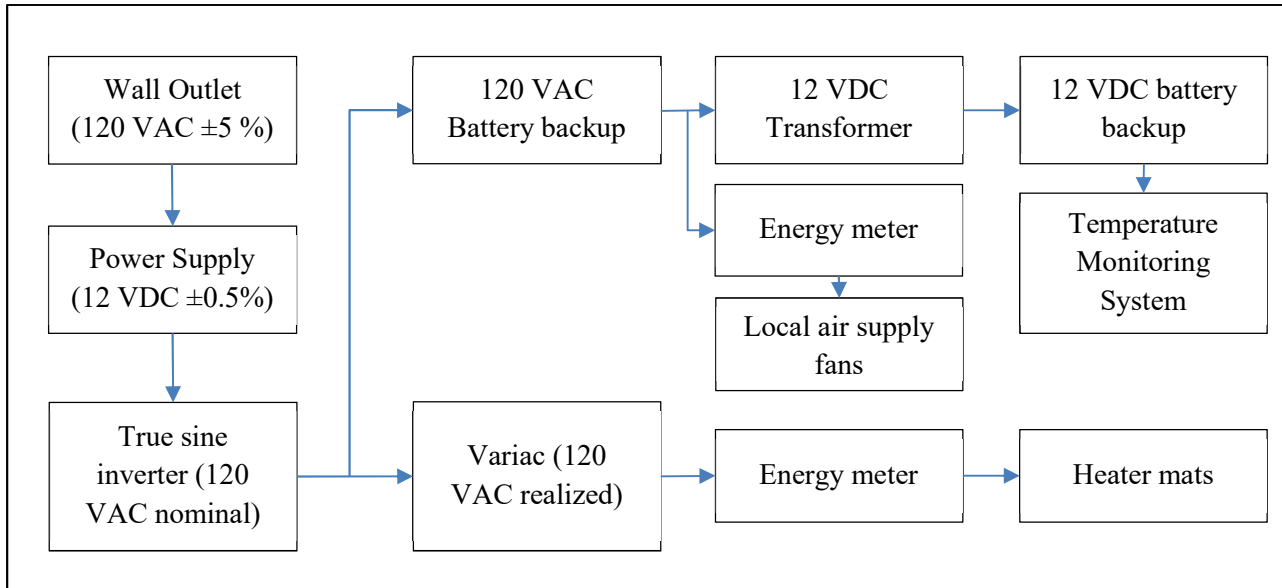 Wall Outlet
(120 VAC ±5 %)
120 VAC
Battery backup
12 VDC
Transformer
12 VDC battery
backup
Power Supply
(12 VDC ±0.5%)
Energy meter
Temperature
Monitoring
System
Local air supply
fans
True sine
inverter (120
VAC nominal)
Variac (120
VAC realized)
Energy meter
Heater mats